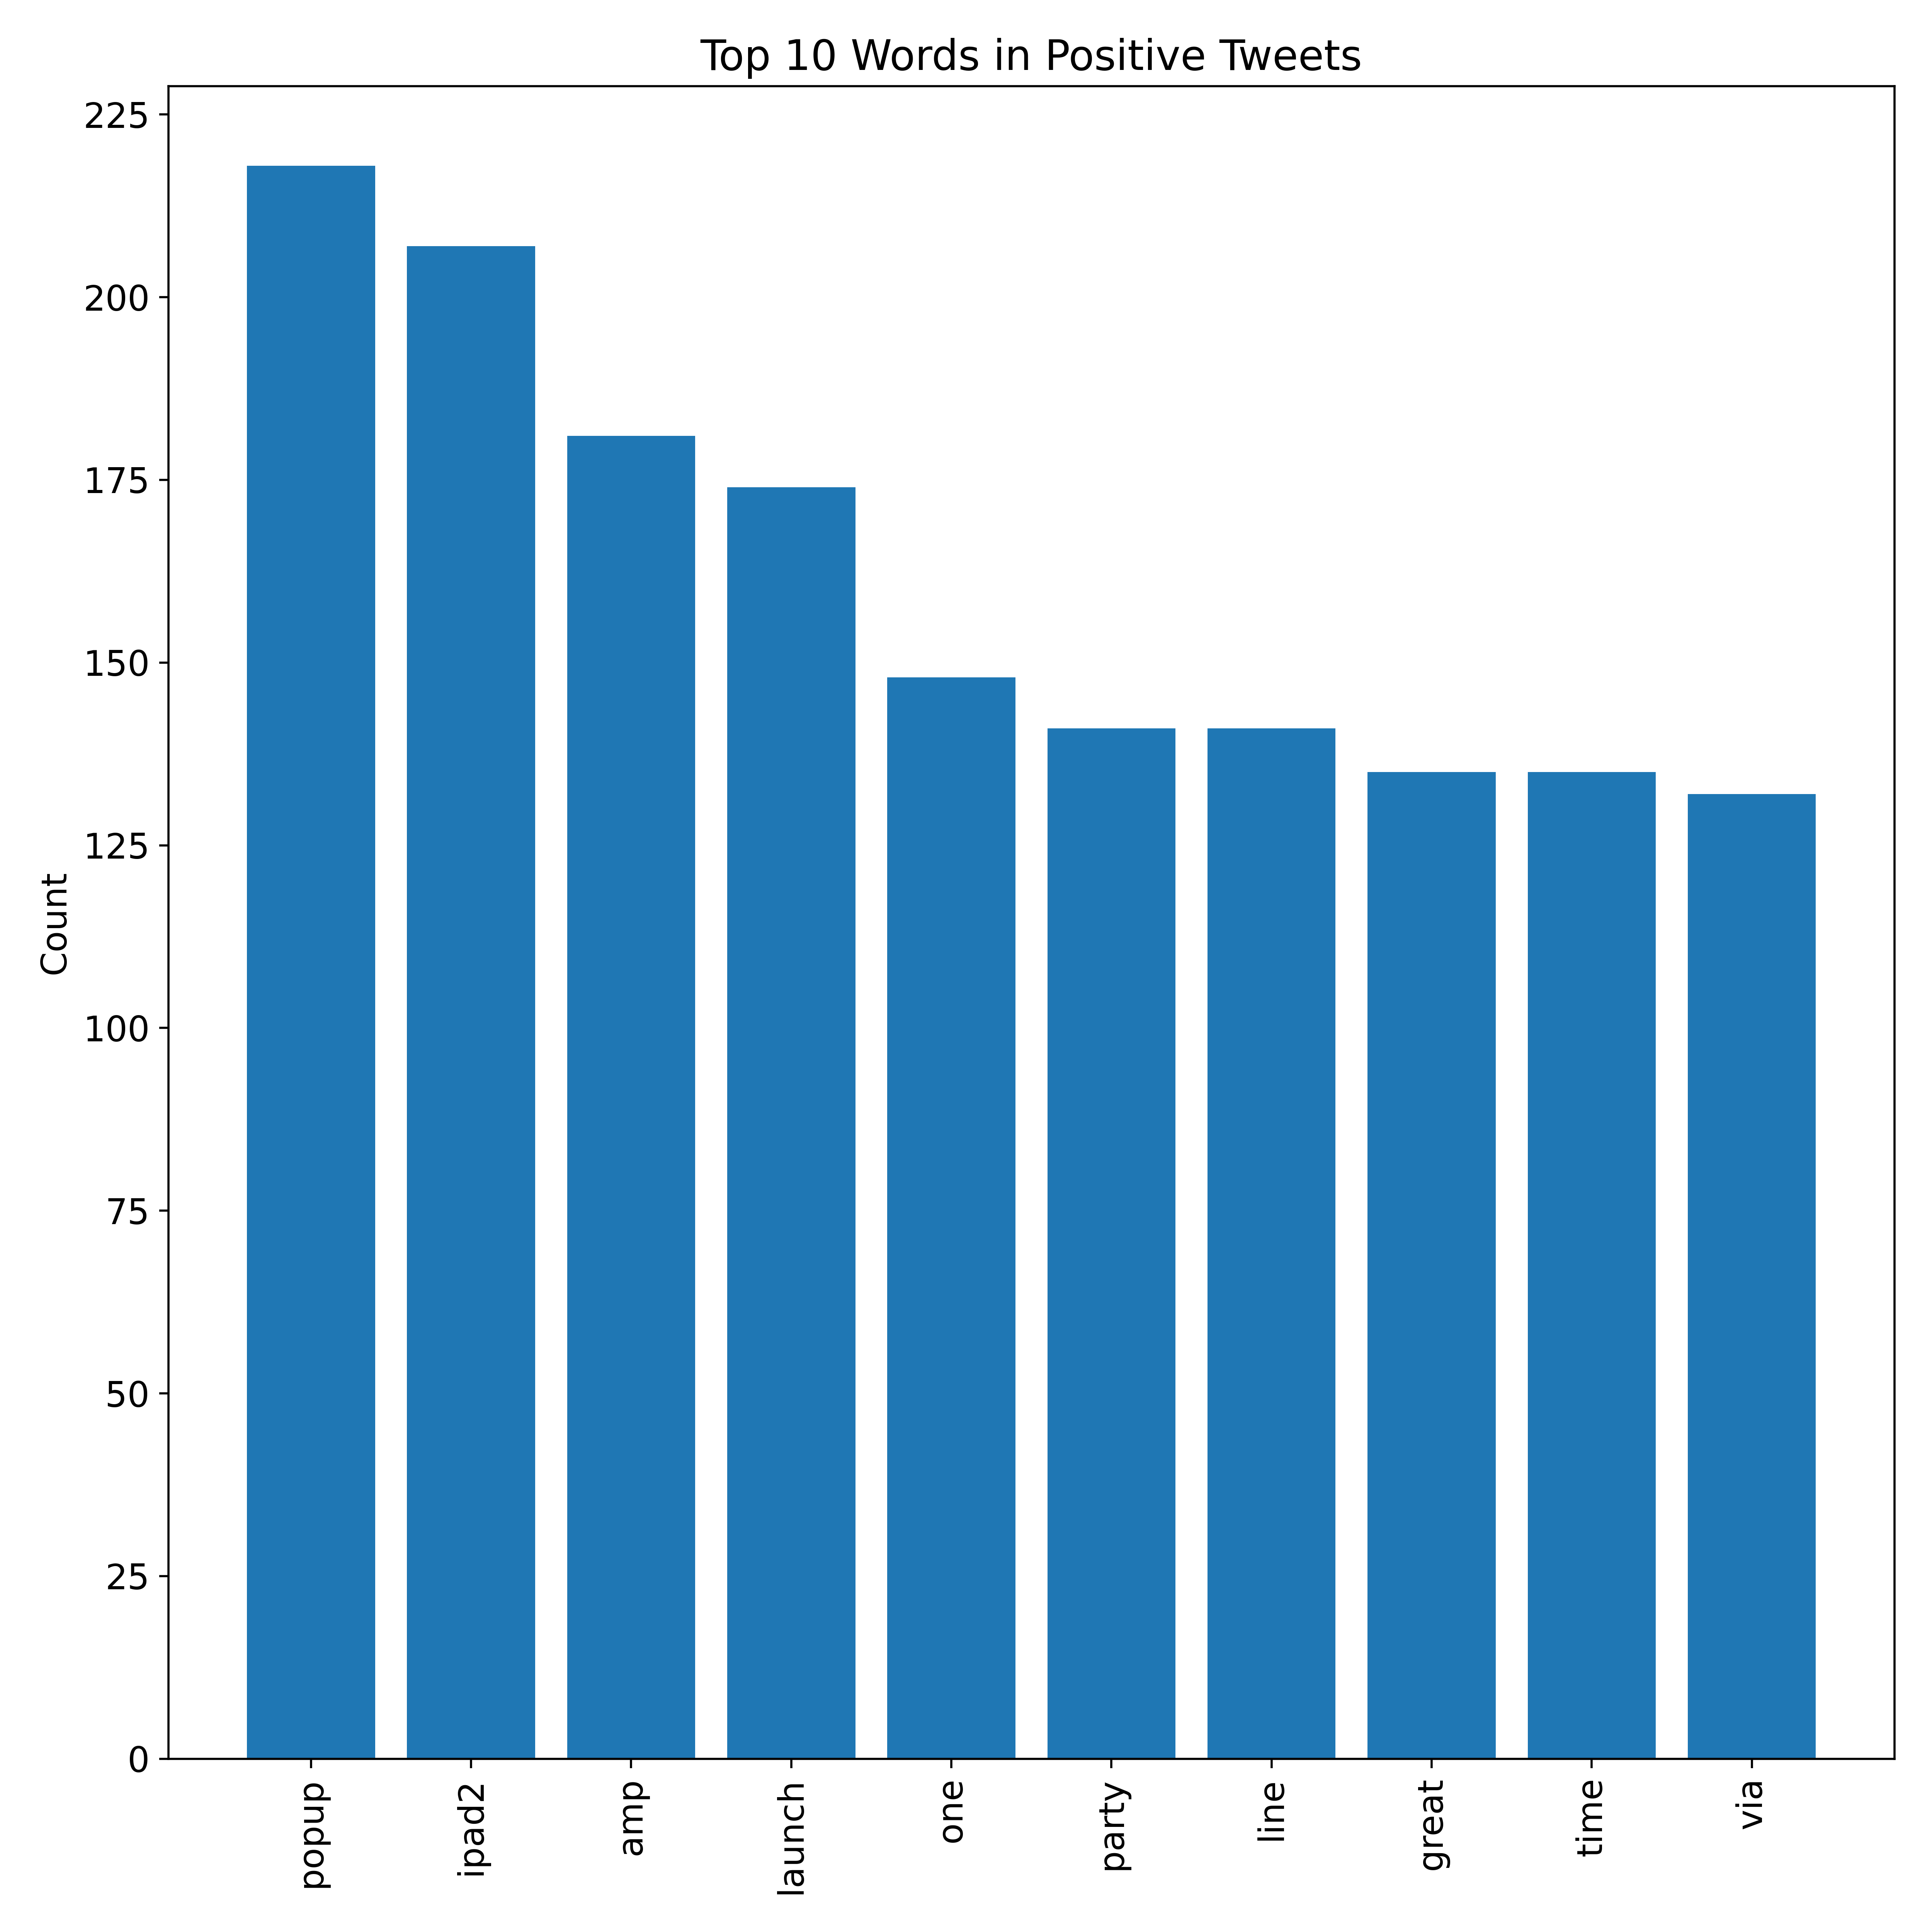 Top 10 Words in Positive Tweets
Count
225
200
175
150
125
100
75
50
25
0
popup
ipad2
amp
launch
one
party
line
great
time
via